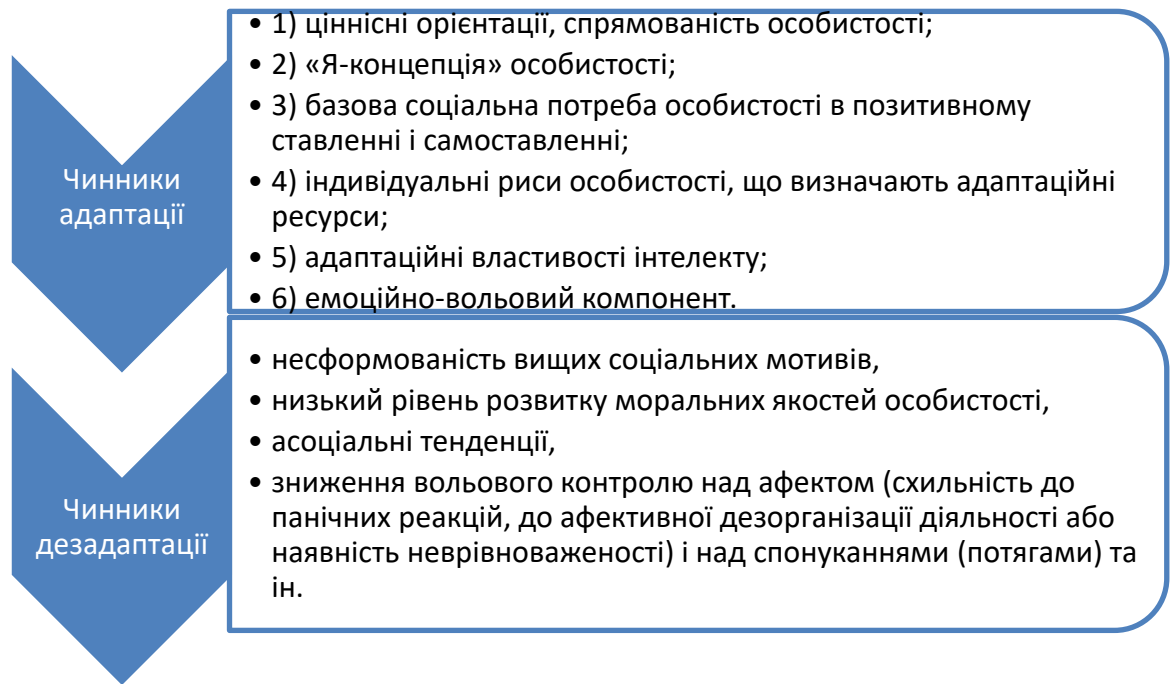 Чинники
адаптації
• 1) ціннісні орієнтації, спрямованість особистості;
• 2) «Я-концепція» особистості;
• 3) базова соціальна потреба особистості в позитивному
ставленні і самоставленні;
• 4) індивідуальні риси особистості, що визначають адаптаційні
ресурси;
• 5) адаптаційні властивості інтелекту;
• 6) емоційно-вольовий компонент.
Чинники
дезадаптації
• несформованість вищих соціальних мотивів,
• низький рівень розвитку моральних якостей особистості,
• асоціальні тенденції,
• зниження вольового контролю над афектом (схильність до
панічних реакцій, до афективної дезорганізації діяльності або
наявність неврівноваженості) і над спонуканнями (потягами) та
ін.